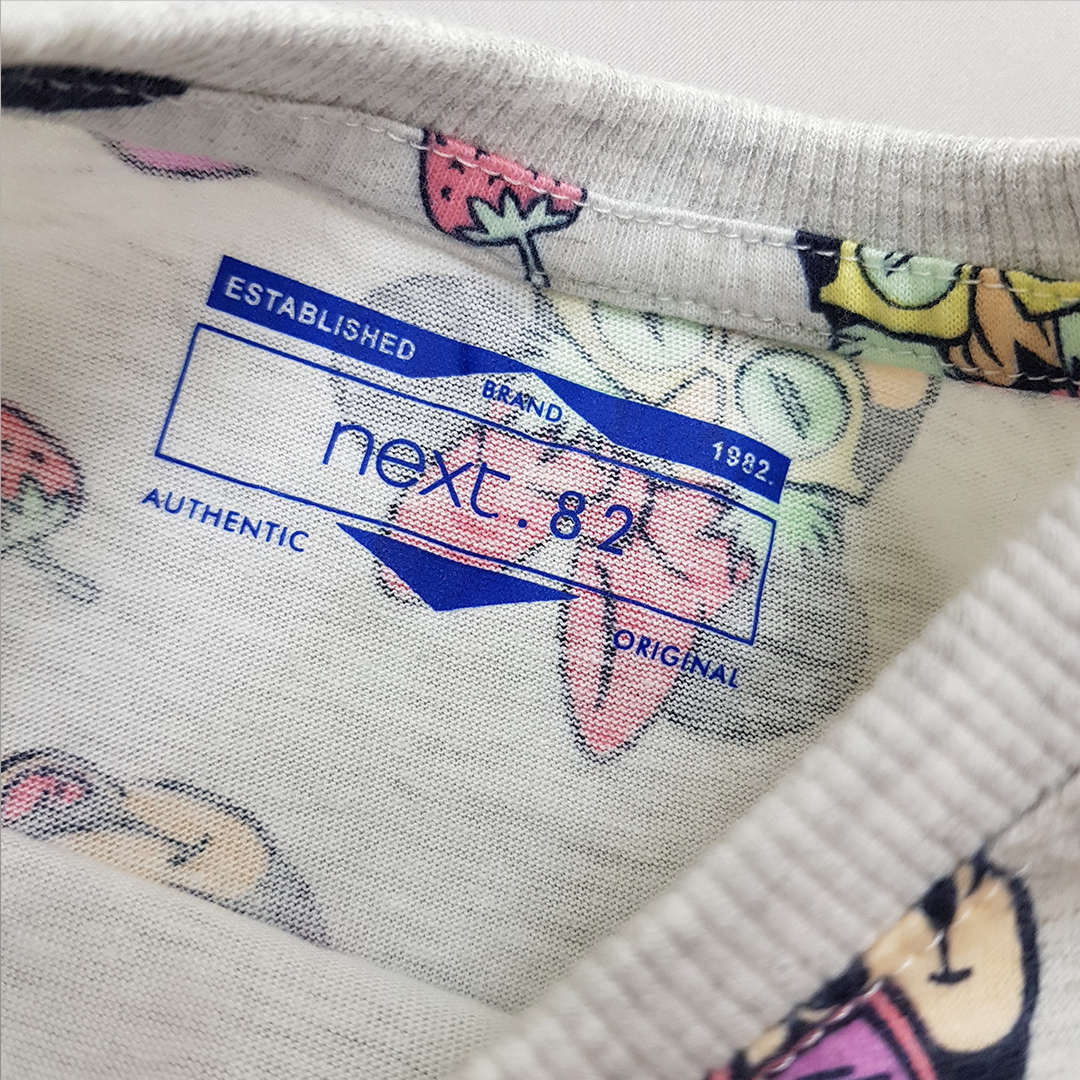 ESTABLISHED
BRAND
1982.
next.82
AUTHENTIC
ORIGINAL